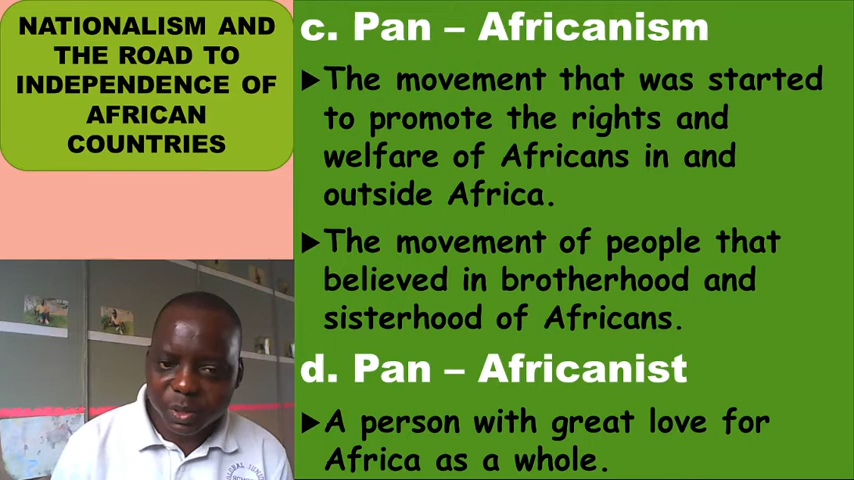 NATIONALISM AND
THE ROAD TO
INDEPENDENCE OF
AFRICAN
COUNTRIES
c. Pan – Africanism
▶The movement that was started
to promote the rights and
welfare of Africans in and
outside Africa.
▶The movement of people that
believed in brotherhood and
sisterhood of Africans.
d. Pan – Africanist
▶A person with great love for
Africa as a whole.